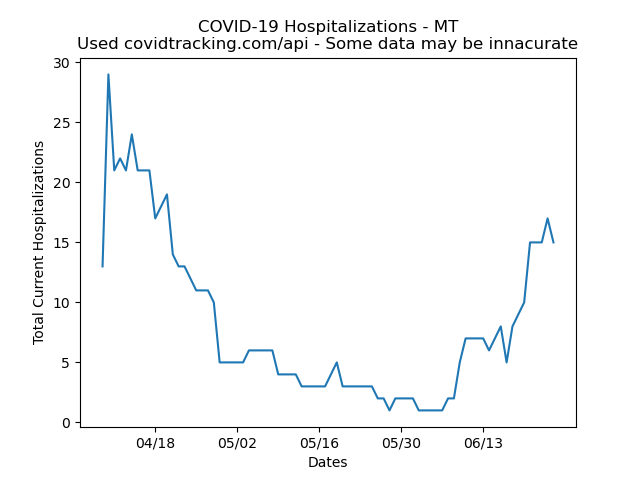 COVID-19 Hospitalizations - MT
Used covidtracking.com/api - Some data may be innacurate
30
25
20
15
10
5
0
Total Current Hospitalizations
04/18 05/02 05/16 05/30 06/13
Dates